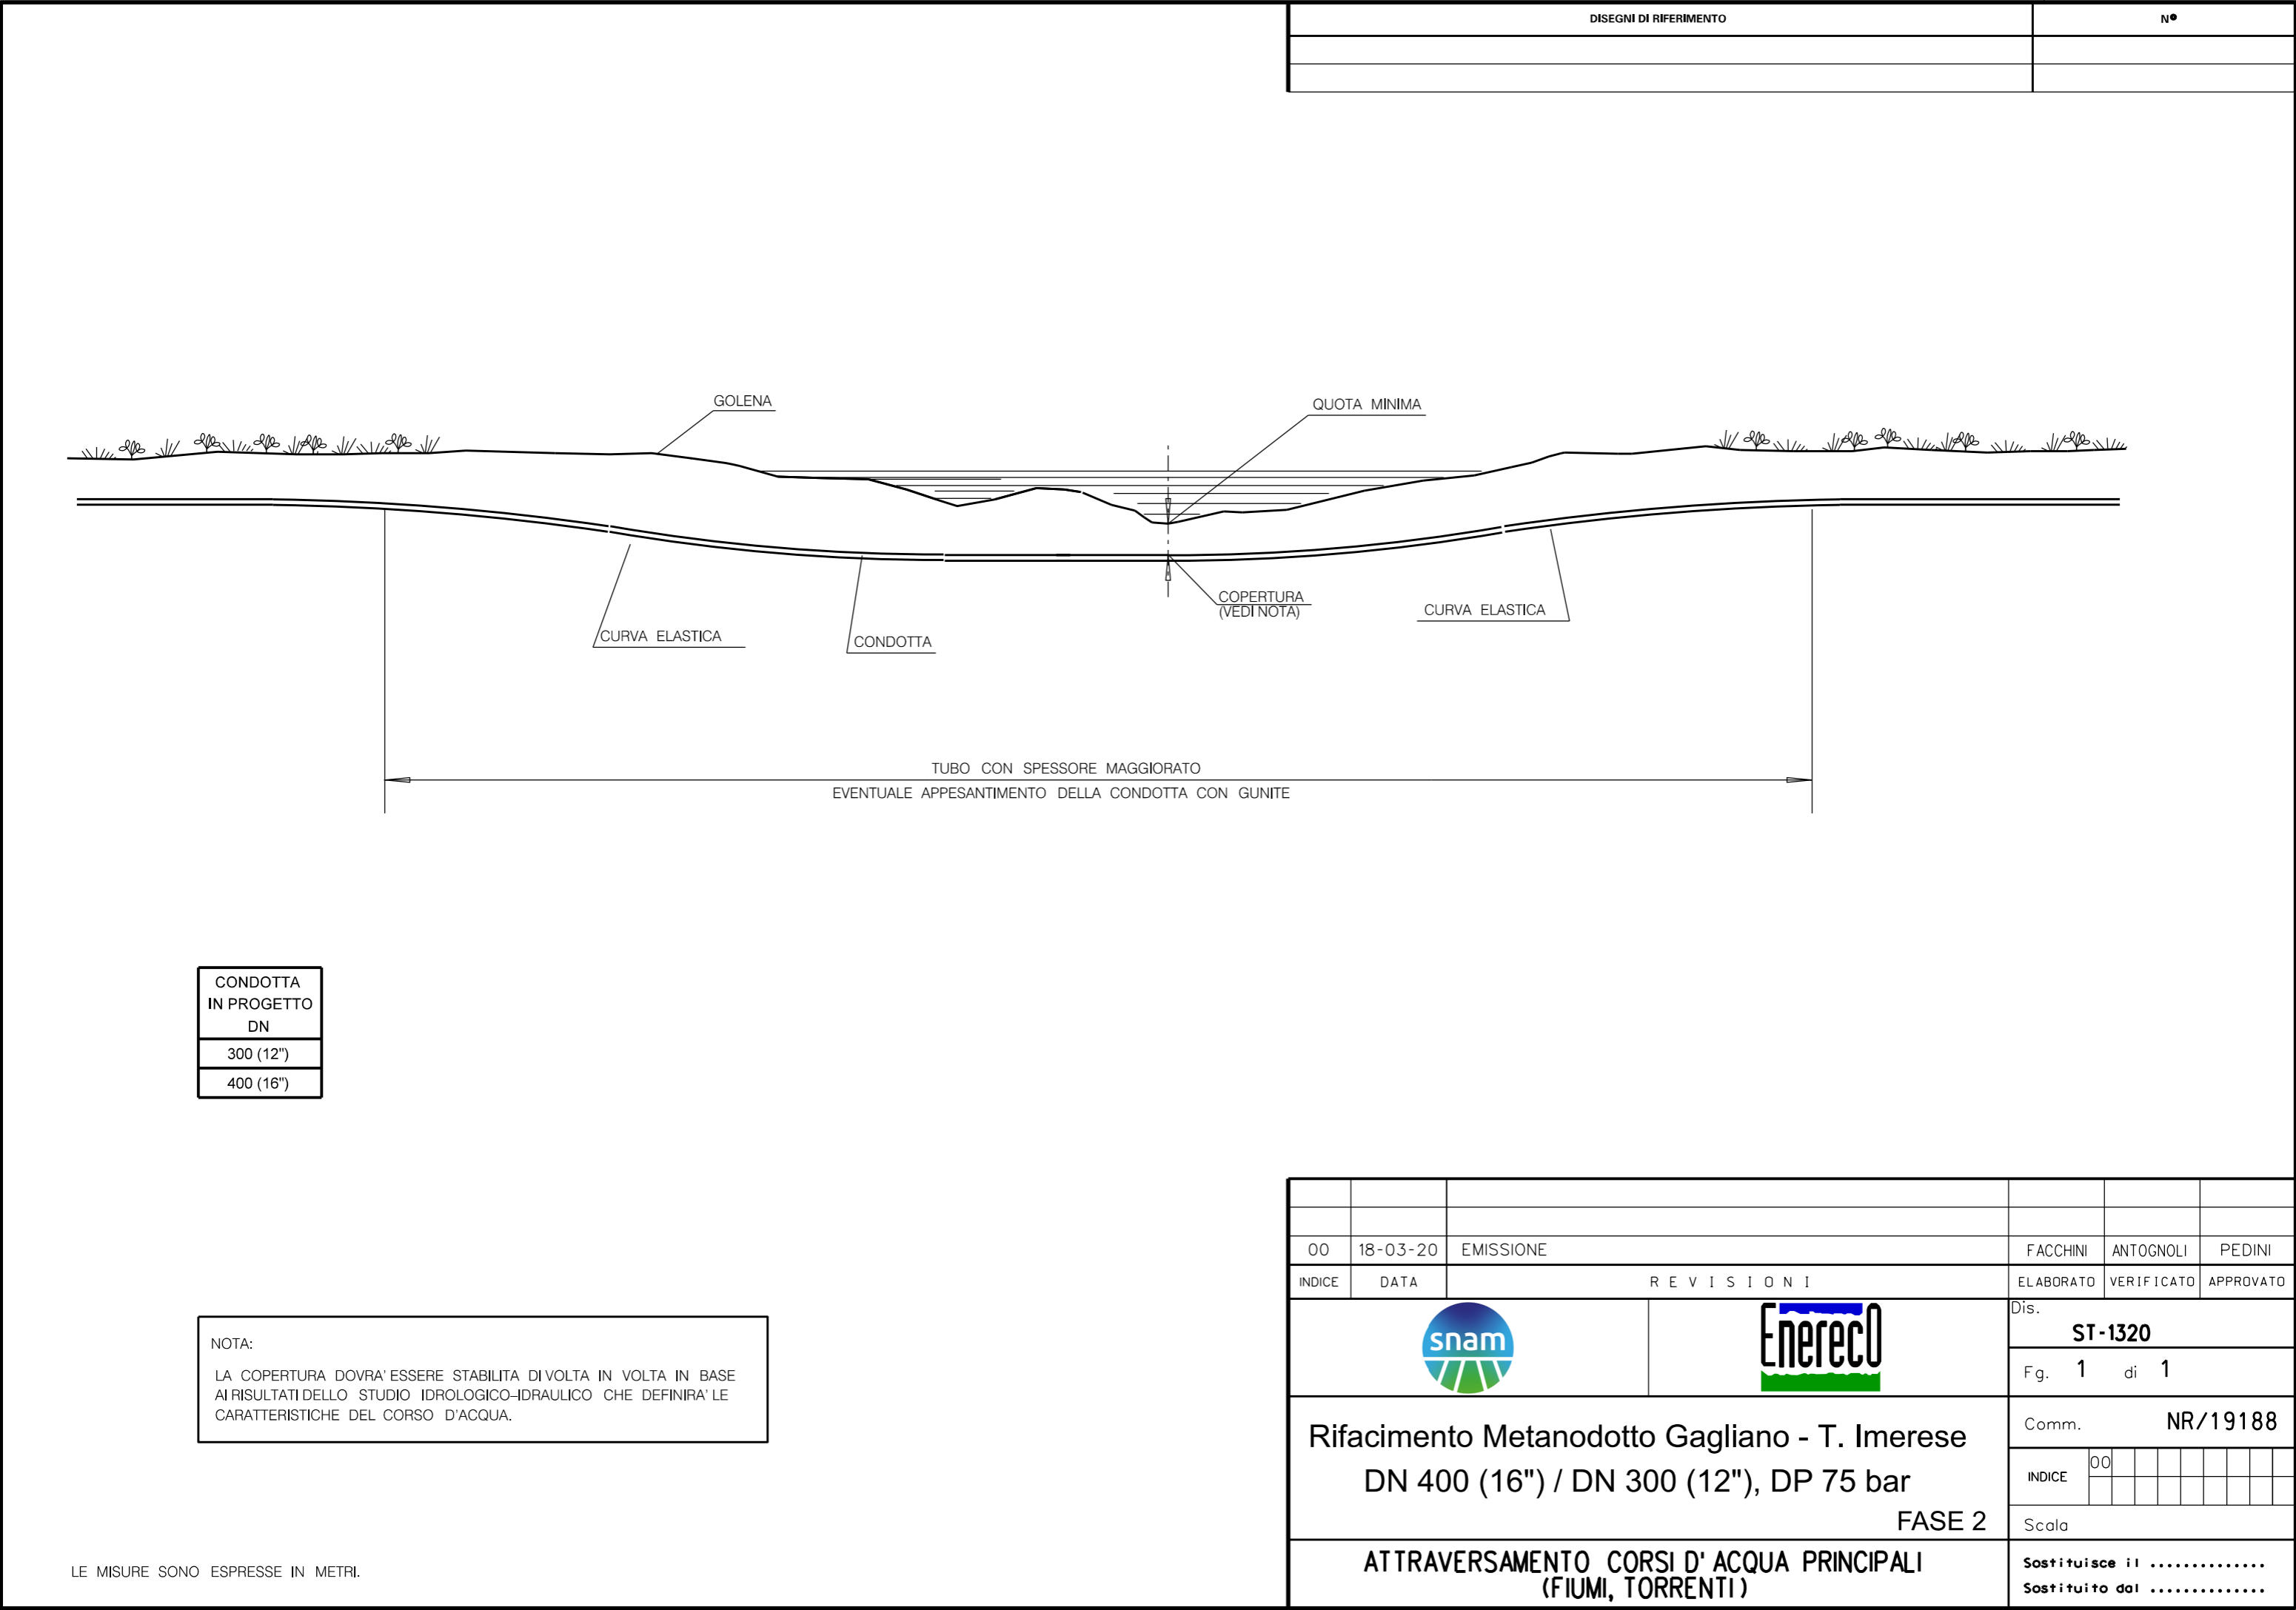 DISEGNI DI RIFERIMENTO
N°
GOLENA
QUOTA MINIMA
COPERTURA
(VEDI NOTA)
CURVA ELASTICA
CURVA ELASTICA
CONDOTTA
TUBO CON SPESSORE MAGGIORATO
EVENTUALE APPESANTIMENTO DELLA CONDOTTA CON GUNITE
CONDOTTA
IN PROGETTO
DN
300 (12")
400 (16")
NOTA:
LA COPERTURA DOVRA' ESSERE STABILITA DI VOLTA IN VOLTA IN BASE
AI RISULTATI DELLO STUDIO IDROLOGICO-IDRAULICO CHE DEFINIRA' LE
CARATTERISTICHE DEL CORSO D'ACQUA.
LE MISURE SONO ESPRESSE IN METRI.
00 18-03-20 EMISSIONE FACCHINI ANTOGNOLI PEDINI
INDICE DATA REVISIONI ELABORATO VERIFICATO APPROVATO
snam
Enereco
Dis.
ST-1320
Fg. 1 di 1
Rifacimento Metanodotto Gagliano - T. Imerese
DN 400 (16") / DN 300 (12"), DP 75 bar
FASE 2
Comm. NR/19188
INDICE 00
Scala
ATTRAVERSAMENTO CORSI D'ACQUA PRINCIPALI
(FIUMI, TORRENTI)
Sostituisce il ..............
Sostituito dal ..............